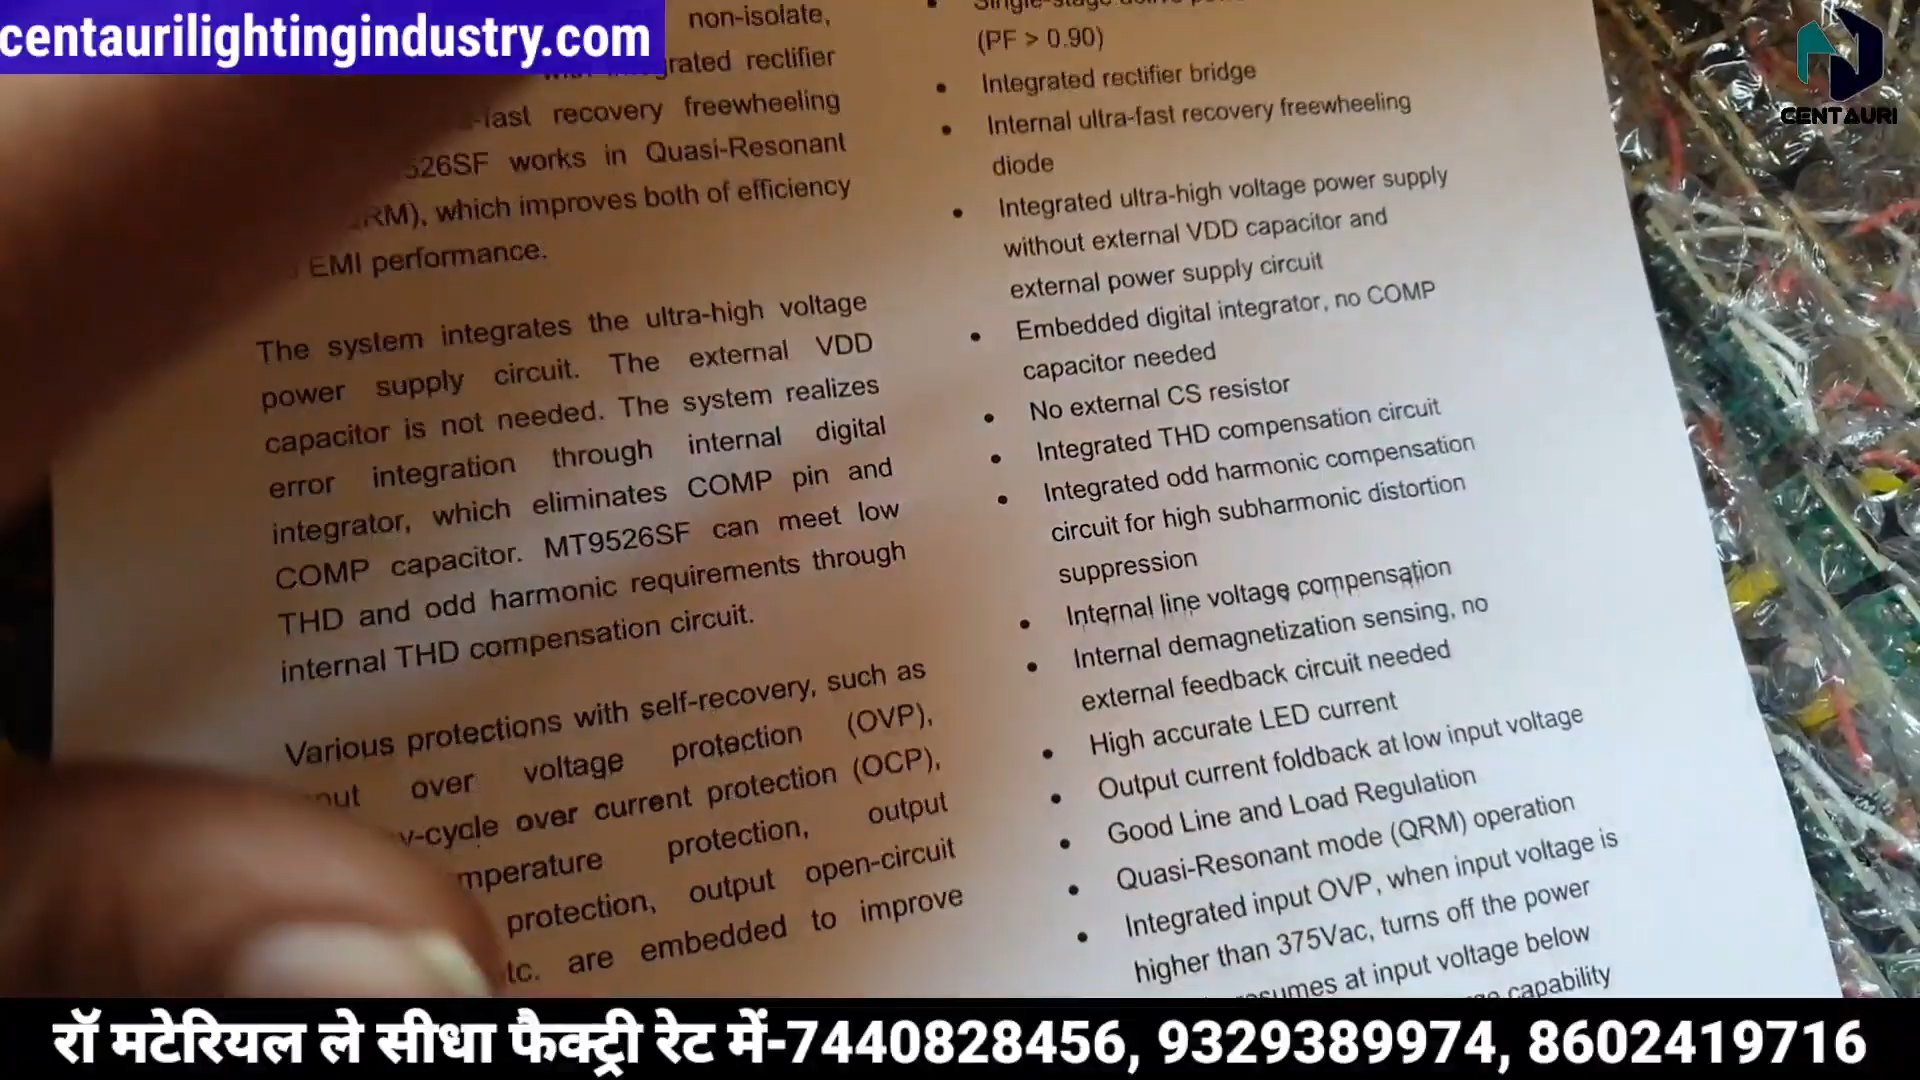 centaurilightingindustry.com
CENTAURI
non-isolate,
rectifier
-fast recovery freewheeling
526SF works in Quasi-Resonant
RM), which improves both of efficiency
EMI performance.
The system integrates the ultra-high voltage
power supply circuit. The external VDD
capacitor is not needed. The system realizes
error integration through internal digital
integrator, which eliminates COMP pin and
COMP capacitor. MT9526SF can meet low
THD and odd harmonic requirements through
internal THD compensation circuit.
Various protections with self-recovery, such as
over voltage protection (OVP),
over current protection (OCP),
protection, output
protection, output open-circuit
are embedded to improve
(PF > 0.90)
• Integrated rectifier bridge
• Internal ultra-fast recovery freewheeling
diode
• Integrated ultra-high voltage power supply
without external VDD capacitor and
external power supply circuit
• Embedded digital integrator, no COMP
capacitor needed
• No external CS resistor
• Integrated THD compensation circuit
• Integrated odd harmonic compensation
circuit for high subharmonic distortion
suppression
• Internal line voltage compensation
• Internal demagnetization sensing, no
external feedback circuit needed
• High accurate LED current
• Output current foldback at low input voltage
• Good Line and Load Regulation
• Quasi-Resonant mode (QRM) operation
• Integrated input OVP, when input voltage is
higher than 375Vac, turns off the power
at input voltage below
capability
रॉ मटेरियल ले सीधा फैक्ट्री रेट में-7440828456, 9329389974, 8602419716